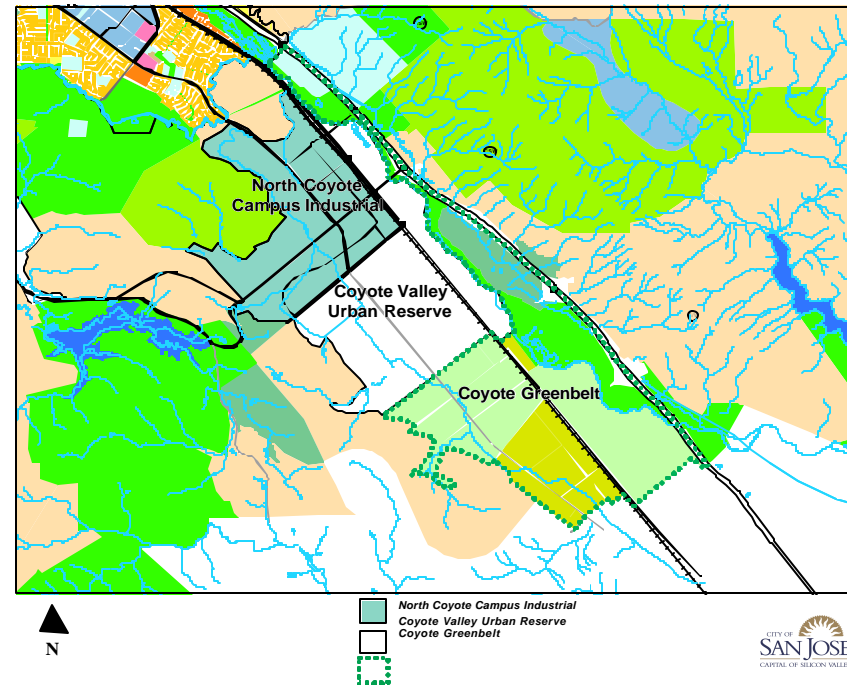 North Coyote
Campus Industrial
Coyote Valley
Urban Reserve
Coyote Greenbelt
N
North Coyote Campus Industrial
Coyote Valley Urban Reserve
Coyote Greenbelt
CITY OF
SAN JOSE
CAPITAL OF SILICON VALLE